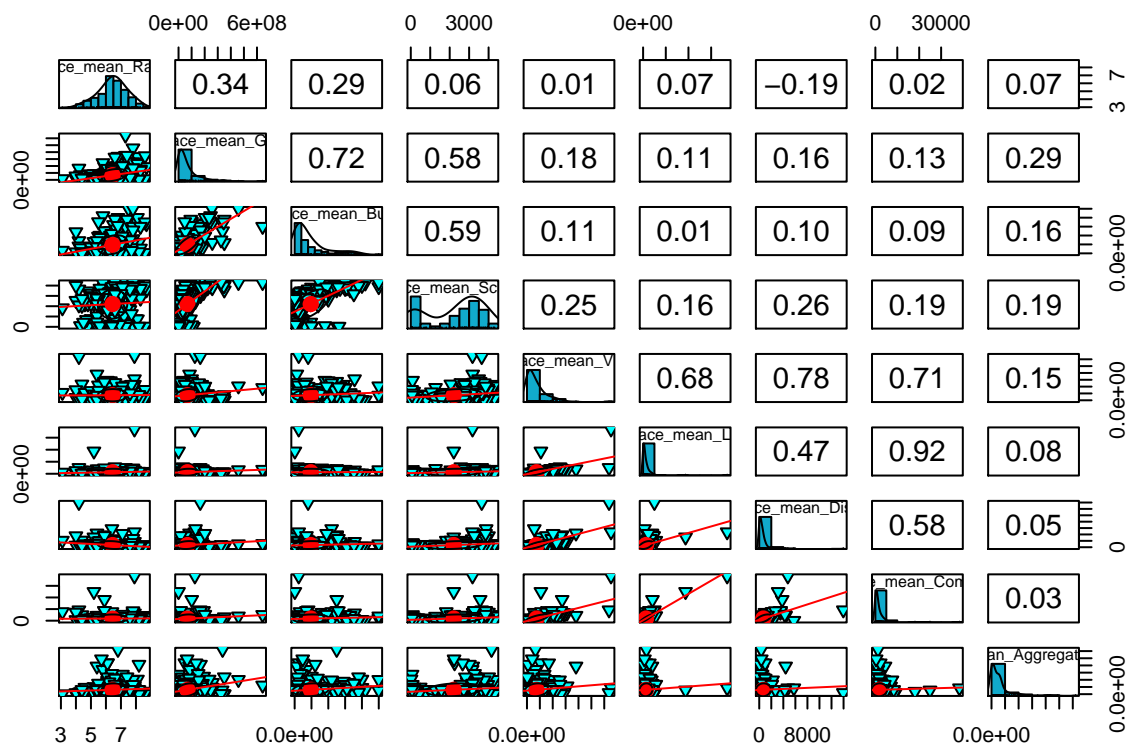 0e+00 6e+08 0 3000 0e+00 0 30000
ce_mean_Ra 0.34 0.29 0.06 0.01 0.07 −0.19 0.02 0.07 3 7
0e+00 ace_mean_G 0.72 0.58 0.18 0.11 0.16 0.13 0.29
ce_mean_Bu 0.59 0.11 0.01 0.10 0.09 0.16 0.0e+00
0 ce_mean_Sc 0.25 0.16 0.26 0.19 0.19
ace_mean_V 0.68 0.78 0.71 0.15 0.0e+00
0e+00 ace_mean_L 0.47 0.92 0.08
ce_mean_Dis 0.58 0.05 0
0 e_mean_Con 0.03
an_Aggregat 0.0e+00
3 5 7 0.0e+00 0.0e+00 0 8000 0.0e+00